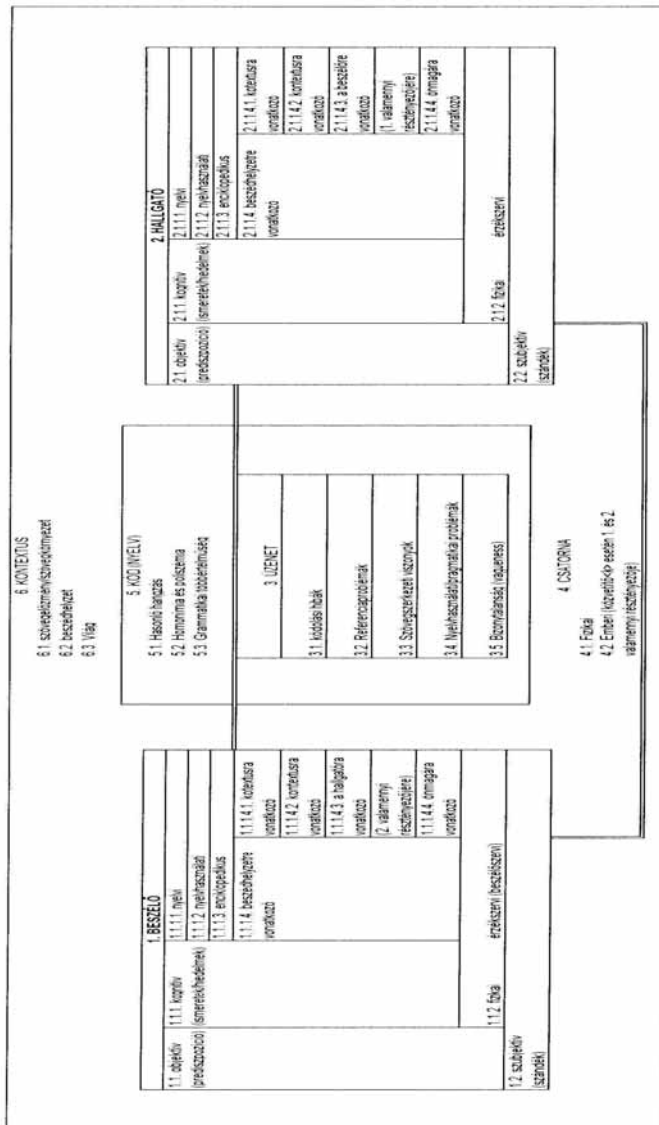 6. KONTEXTUS
6.1. szövegelőzmény/szövegkörnyezet
6.2. beszédhelyzet
6.3. Világ
1. BESZÉLŐ
1.1. objektív
(prediszpozíció)
1.1.1. kognitív
(ismeretek/hiedelmek)
1.1.1.1. nyelvi
1.1.1.2. nyelvhasználati
1.1.1.3. enciklopedikus
1.1.1.4. beszédhelyzetre
vonatkozó
1.1.1.4.1. kotextusra
vonatkozó
1.1.1.4.2. kontextusra
vonatkozó
1.1.1.4.3. a hallgatóra
vonatkozó
(2. valamennyi
résztényezőjére)
1.1.1.4.4. önmagára
vonatkozó
1.1.2. fizikai
érzékszervi (beszélőszervi)
1.2. szubjektív
(szándék)
5. KÓD (NYELV)
5.1. Hasonló hangzás
5.2. Homonímia és poliszémia
5.3. Grammatikai többértelműség
3. ÜZENET
3.1. kódolási hibák
3.2. Referenciaproblémák
3.3. Szövegszerkezeti viszonyok
3.4. Nyelvhasználati/pragmatikai problémák
3.5. Bizonytalanság (vagueness)
2. HALLGATÓ
2.1. objektív
(prediszpozíció)
2.1.1. kognitív
(ismeretek/hiedelmek)
2.1.1.1. nyelvi
2.1.1.2. nyelvhasználati
2.1.1.3. enciklopedikus
2.1.1.4. beszédhelyzetre
vonatkozó
2.1.1.4.1. kotextusra
vonatkozó
2.1.1.4.2. kontextusra
vonatkozó
2.1.1.4.3. a beszélőre
vonatkozó
(1. valamennyi
résztényezőjére)
2.1.1.4.4. önmagára
vonatkozó
2.1.2. fizikai
érzékszervi
2.2. szubjektív
(szándék)
4. CSATORNA
4.1. Fizikai
4.2. Emberi (közvetítő<k> esetén 1. és 2.
valamennyi résztényezője)